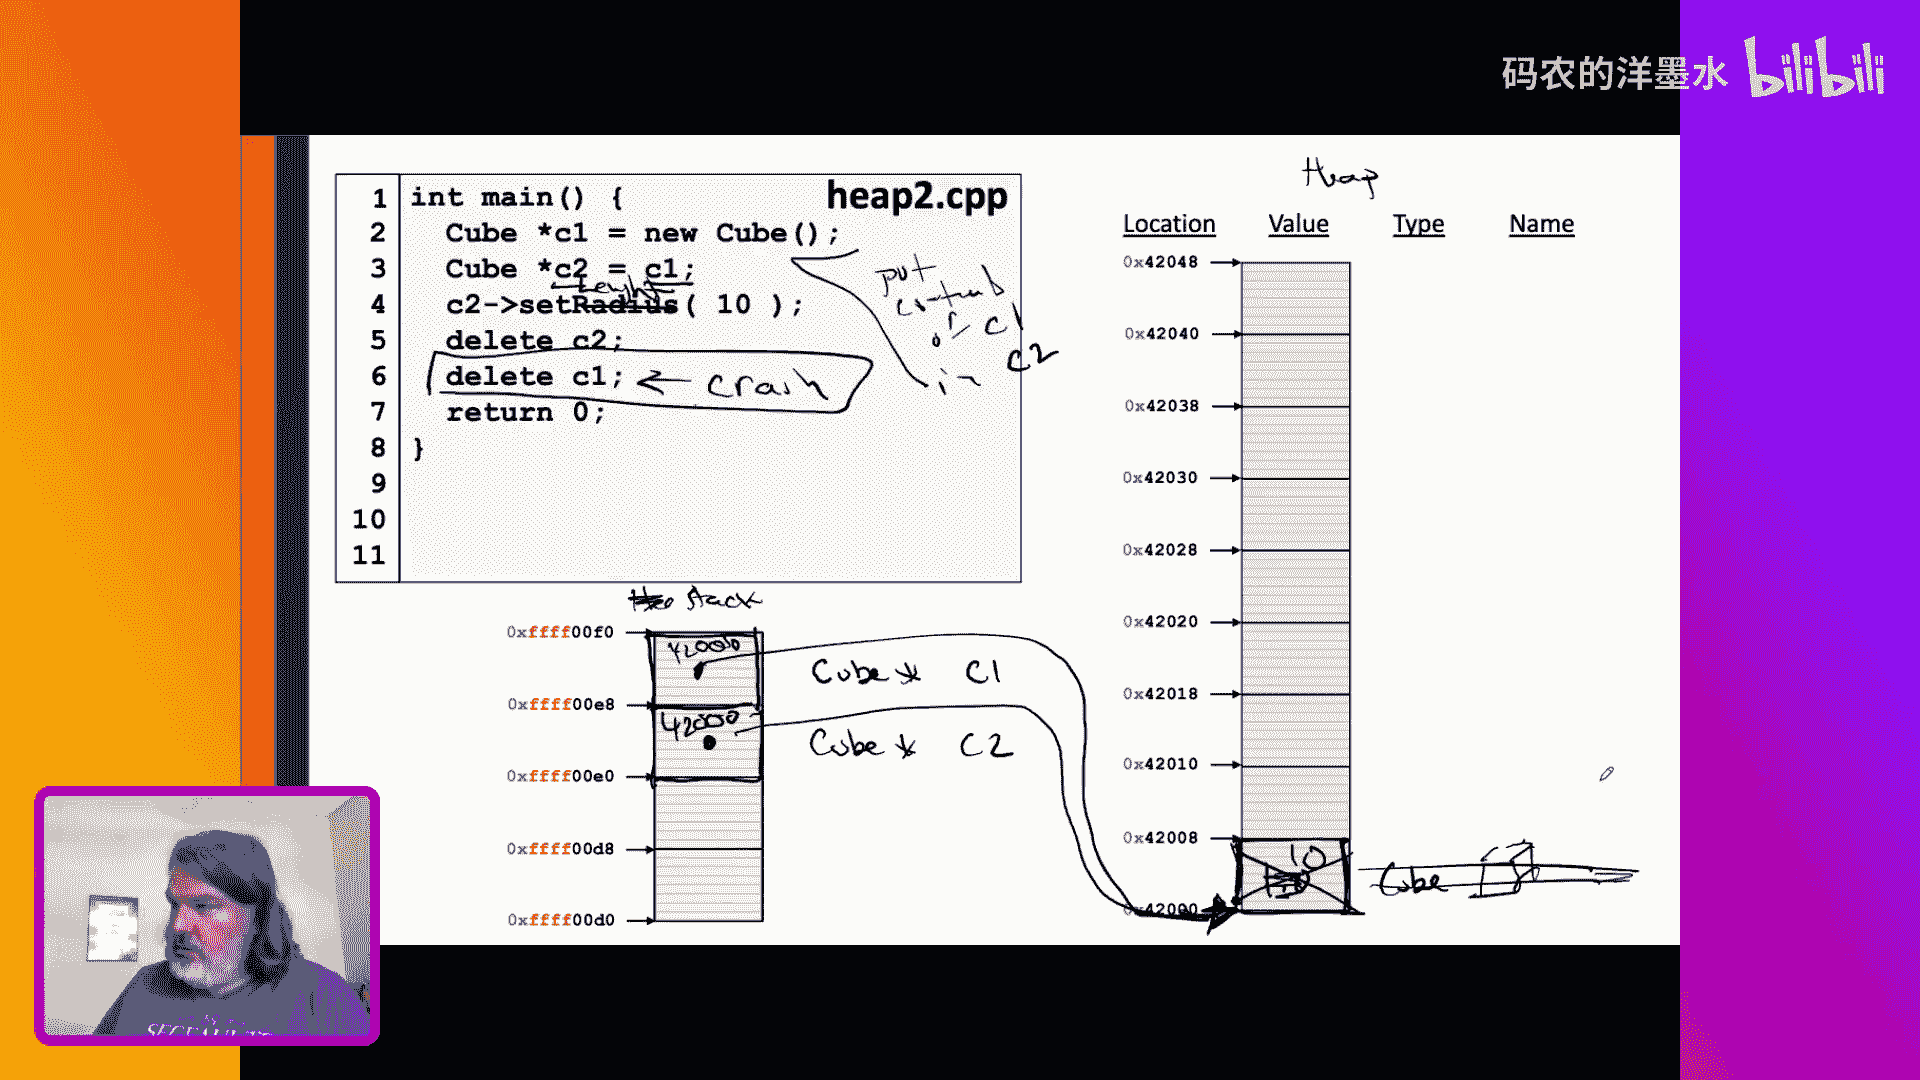 码农的洋墨水 bilibili
Heap
heap2.cpp
1 int main() {
2 Cube *c1 = new Cube();
3 Cube *c2 = c1;
Lenght
4 c2->setRadius( 10 );
5 delete c2;
6 delete c1; ← crash
7 return 0;
8 }
9
10
11
put
of c1
in c2
Location Value Type Name
0x42048
0x42040
0x42038
0x42030
0x42028
0x42020
0x42018
0x42010
0x42008
0x42000
10
Cube
Stack
0xffff00f0
42000
Cube* C1
0xffff00e8
42000
Cube* C2
0xffff00e0
0xffff00d8
0xffff00d0